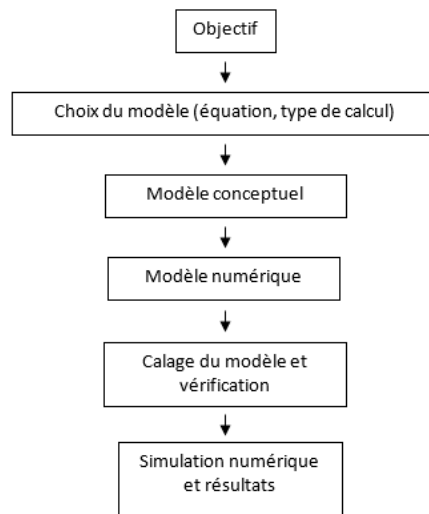 Objectif
Choix du modèle (équation, type de calcul)
Modèle conceptuel
Modèle numérique
Calage du modèle et
vérification
Simulation numérique
et résultats